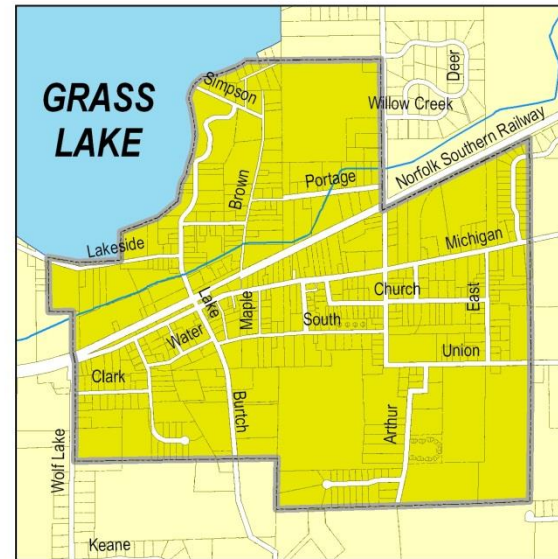 GRASS
LAKE
Simpson
Deer
Willow Creek
Norfolk Southern Railway
Brown
Portage
Lakeside
Michigan
Lake
Maple
Church
East
South
Water
Union
Clark
Burtch
Arthur
Wolf Lake
Keane